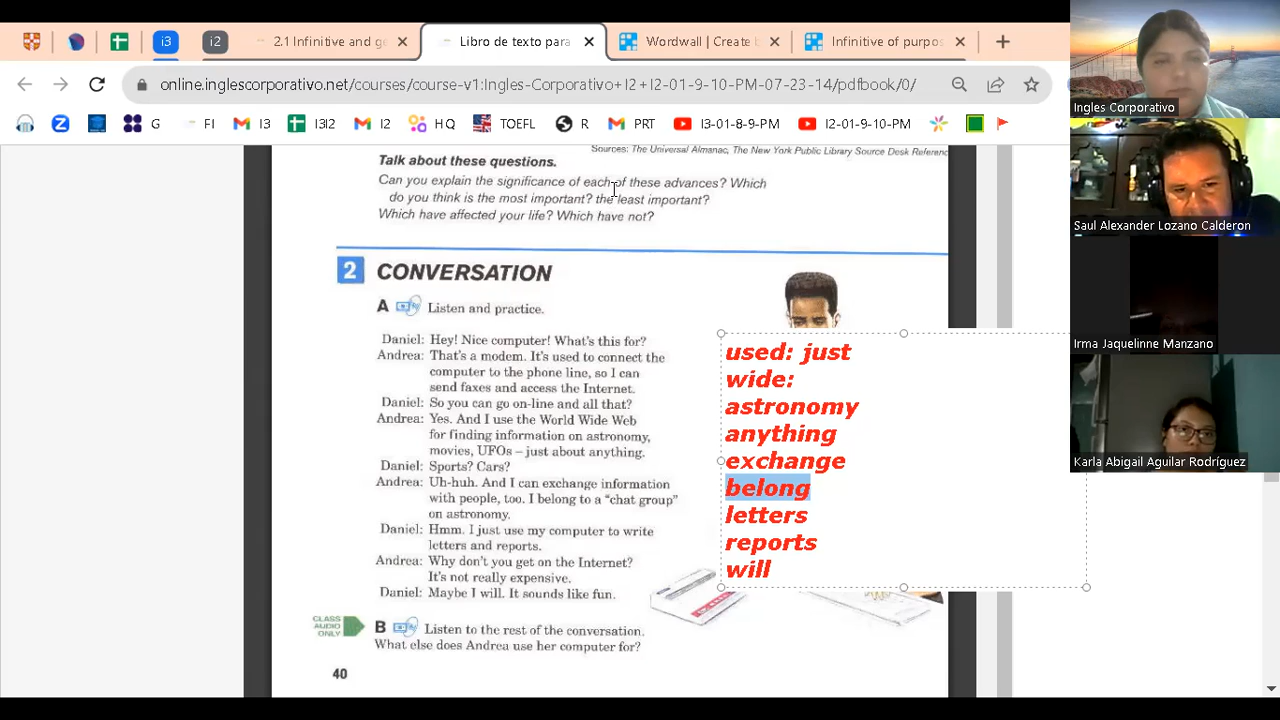 i3
i2
2.1 Infinitive and ge
Libro de texto para
Wordwall | Create b
Infinitive of purpos
online.inglescorporativo.net/courses/course-v1:Ingles-Corporativo+I2+I2-01-9-10-PM-07-23-14/pdfbook/0/
G
FI
I3
I3I2
I2
HQ
TOEFL
R
PRT
I3-01-8-9-PM
I2-01-9-10-PM
Sources: The Universal Almanac, The New York Public Library Source Desk Referenc
Talk about these questions.
Can you explain the significance of each of these advances? Which
do you think is the most important? the least important?
Which have affected your life? Which have not?
2 CONVERSATION
A Listen and practice.
Daniel: Hey! Nice computer! What's this for?
Andrea: That's a modem. It's used to connect the
computer to the phone line, so I can
send faxes and access the Internet.
Daniel: So you can go on-line and all that?
Andrea: Yes. And I use the World Wide Web
for finding information on astronomy,
movies, UFOs – just about anything.
Daniel: Sports? Cars?
Andrea: Uh-huh. And I can exchange information
with people, too. I belong to a "chat group"
on astronomy.
Daniel: Hmm. I just use my computer to write
letters and reports.
Andrea: Why don't you get on the Internet?
It's not really expensive.
Daniel: Maybe I will. It sounds like fun.
CLASS
AUDIO
ONLY
B Listen to the rest of the conversation.
What else does Andrea use her computer for?
40
used: just
wide:
astronomy
anything
exchange
belong
letters
reports
will
Ingles Corporativo
Saul Alexander Lozano Calderon
Irma Jaquelinne Manzano
Karla Abigail Aguilar Rodríguez